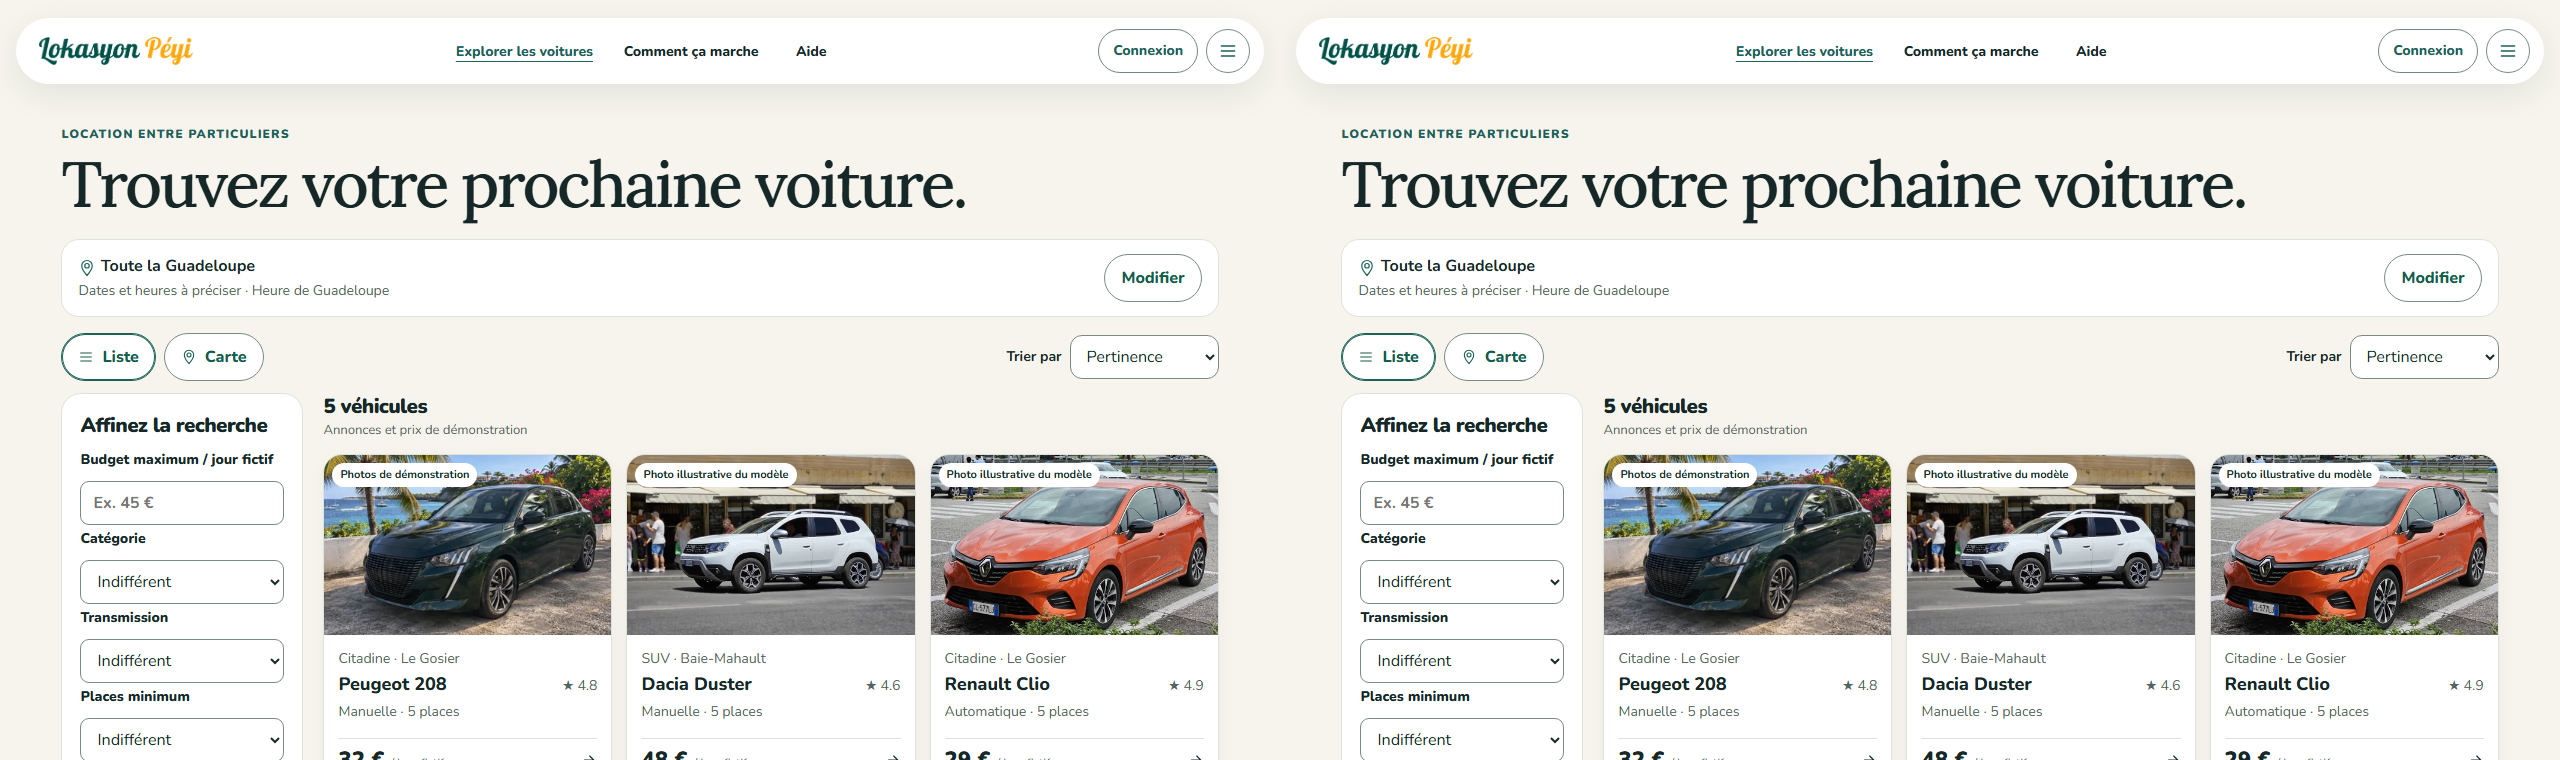 Lokasyon Péyi
Explorer les voitures
Comment ça marche
Aide
Connexion
LOCATION ENTRE PARTICULIERS
Trouvez votre prochaine voiture.
Toute la Guadeloupe
Dates et heures à préciser · Heure de Guadeloupe
Modifier
Liste
Carte
Trier par
Pertinence
Affinez la recherche
Budget maximum / jour fictif
Ex. 45 €
Catégorie
Indifférent
Transmission
Indifférent
Places minimum
Indifférent
5 véhicules
Annonces et prix de démonstration
Photos de démonstration
Citadine · Le Gosier
Peugeot 208
★ 4.8
Manuelle · 5 places
32 €
Photo illustrative du modèle
SUV · Baie-Mahault
Dacia Duster
★ 4.6
Manuelle · 5 places
48 €
Photo illustrative du modèle
Citadine · Le Gosier
Renault Clio
★ 4.9
Automatique · 5 places
29 €
Lokasyon Péyi
Explorer les voitures
Comment ça marche
Aide
Connexion
LOCATION ENTRE PARTICULIERS
Trouvez votre prochaine voiture.
Toute la Guadeloupe
Dates et heures à préciser · Heure de Guadeloupe
Modifier
Liste
Carte
Trier par
Pertinence
Affinez la recherche
Budget maximum / jour fictif
Ex. 45 €
Catégorie
Indifférent
Transmission
Indifférent
Places minimum
Indifférent
5 véhicules
Annonces et prix de démonstration
Photos de démonstration
Citadine · Le Gosier
Peugeot 208
★ 4.8
Manuelle · 5 places
32 €
Photo illustrative du modèle
SUV · Baie-Mahault
Dacia Duster
★ 4.6
Manuelle · 5 places
48 €
Photo illustrative du modèle
Citadine · Le Gosier
Renault Clio
★ 4.9
Automatique · 5 places
29 €